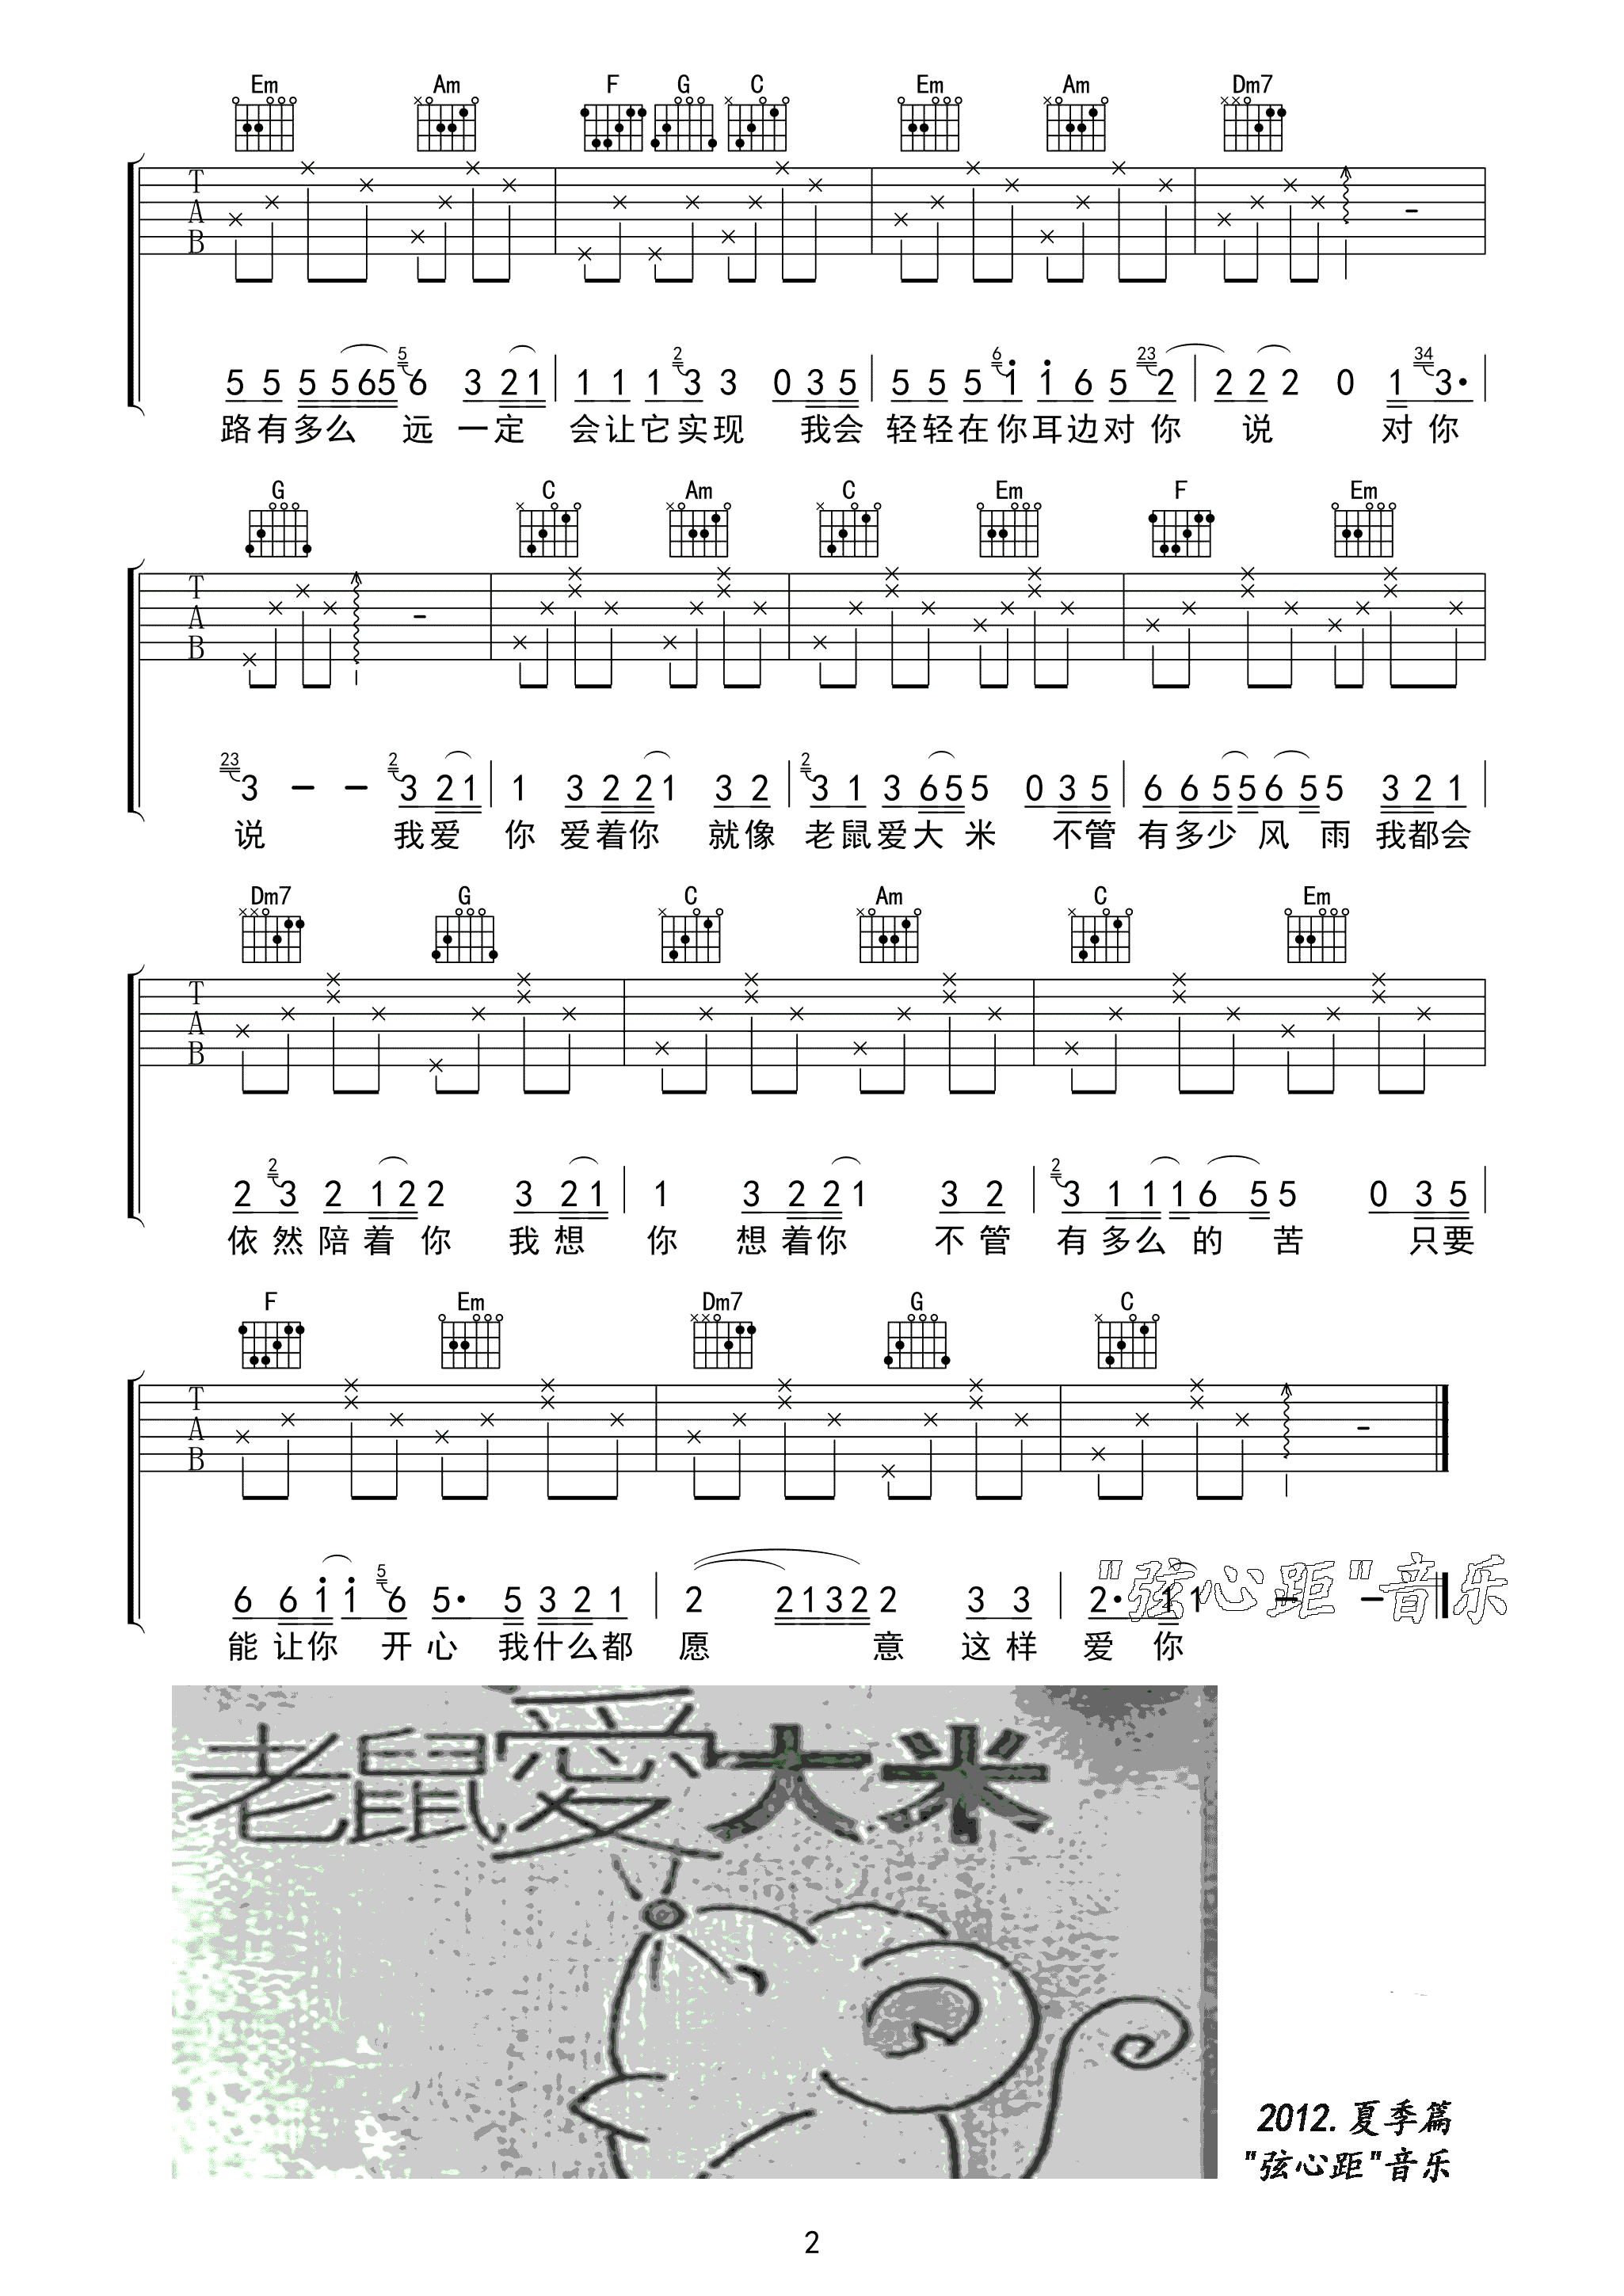 Em Am F G C Em Am Dm7
T
A
B
5 5 5 5 6 5 5 6 3 2 1 1 1 1 2 3 3 0 3 5 5 5 5 6 1 1 6 5 23 2 2 2 2 0 1 34 3·
路有多么 远 一定 会让它实现 我会 轻轻在你耳边对你 说 对你
G C Am C Em F Em
T
A
B
23 3 – – 2 3 2 1 1 3 2 2 1 3 2 2 3 1 3 6 5 5 0 3 5 6 6 5 5 6 5 5 3 2 1
说 我爱 你 爱着你 就像 老鼠爱大米 不管 有多少风雨我都会
Dm7 G C Am C Em
T
A
B
2 2 3 2 1 2 2 3 2 1 1 3 2 2 1 3 2 2 3 1 1 1 6 5 5 0 3 5
依然陪着你 我想 你 想着你 不管 有多么的苦 只要
F Em Dm7 G C
T
A
B
6 6 1 1 5 6 5· 5 3 2 1 2 2 1 3 2 2 3 3 2· 1 1 – –
"弦心距"音乐
能让你 开心 我什么都 愿 意 这样 爱 你
老鼠愛大米
2012.夏季篇
"弦心距"音乐
2